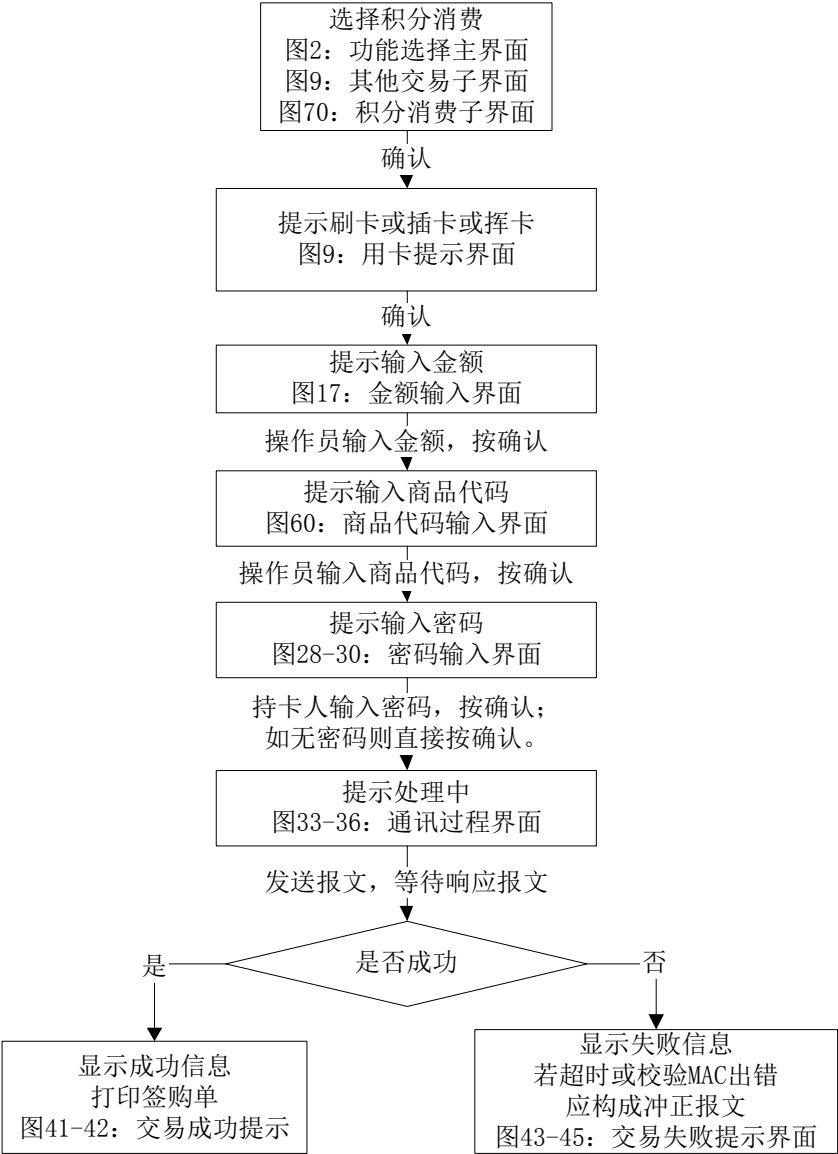 选择积分消费
图2：功能选择主界面
图9：其他交易子界面
图70：积分消费子界面
确认
提示刷卡或插卡或挥卡
图9：用卡提示界面
确认
提示输入金额
图17：金额输入界面
操作员输入金额，按确认
提示输入商品代码
图60：商品代码输入界面
操作员输入商品代码，按确认
提示输入密码
图28-30：密码输入界面
持卡人输入密码，按确认；
如无密码则直接按确认。
提示处理中
图33-36：通讯过程界面
发送报文，等待响应报文
是否成功
是
否
显示成功信息
打印签购单
图41-42：交易成功提示
显示失败信息
若超时或校验MAC出错
应构成冲正报文
图43-45：交易失败提示界面